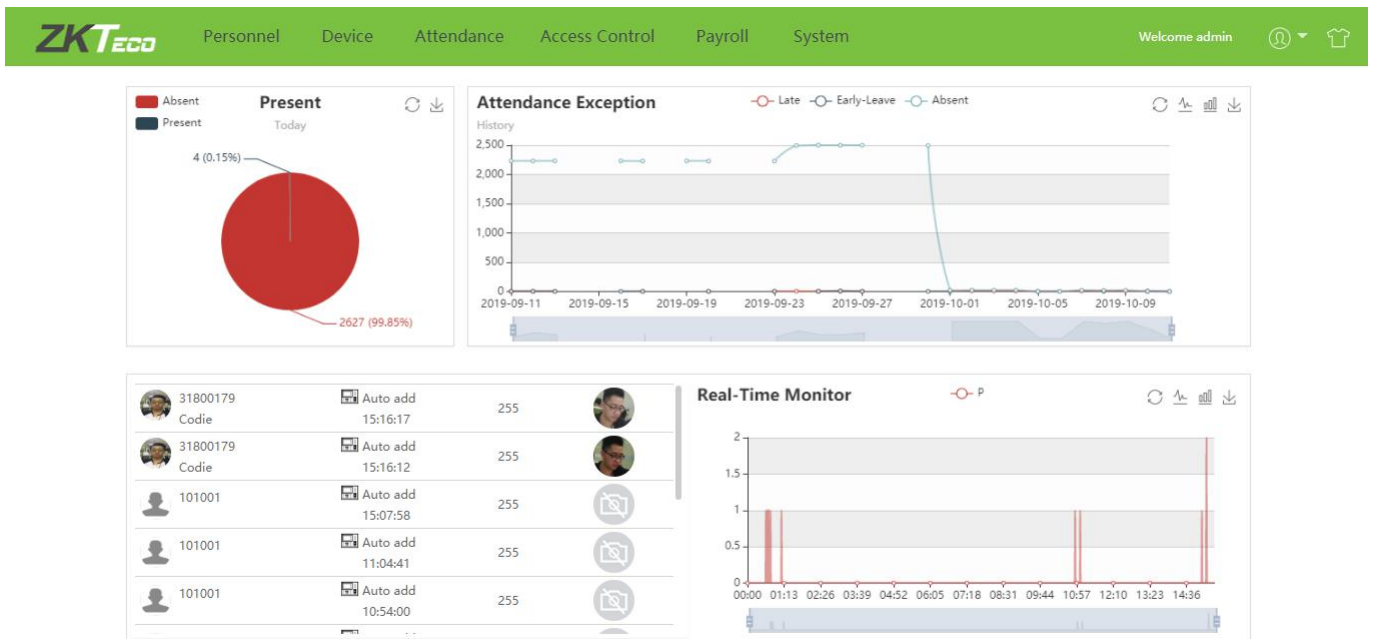 ZKTECO Personnel Device Attendance Access Control Payroll System Welcome admin
Absent
Present
Present
Today
4 (0.15%)
2627 (99.85%)
Attendance Exception
History
Late Early-Leave Absent
2,500
2,000
1,500
1,000
500
0
2019-09-11 2019-09-15 2019-09-19 2019-09-23 2019-09-27 2019-10-01 2019-10-05 2019-10-09
31800179 Auto add 255
Codie 15:16:17
31800179 Auto add 255
Codie 15:16:12
101001 Auto add 255
15:07:58
101001 Auto add 255
11:04:41
101001 Auto add 255
10:54:00
Real-Time Monitor
P
2
1.5
1
0.5
0
00:00 01:13 02:26 03:39 04:52 06:05 07:18 08:31 09:44 10:57 12:10 13:23 14:36